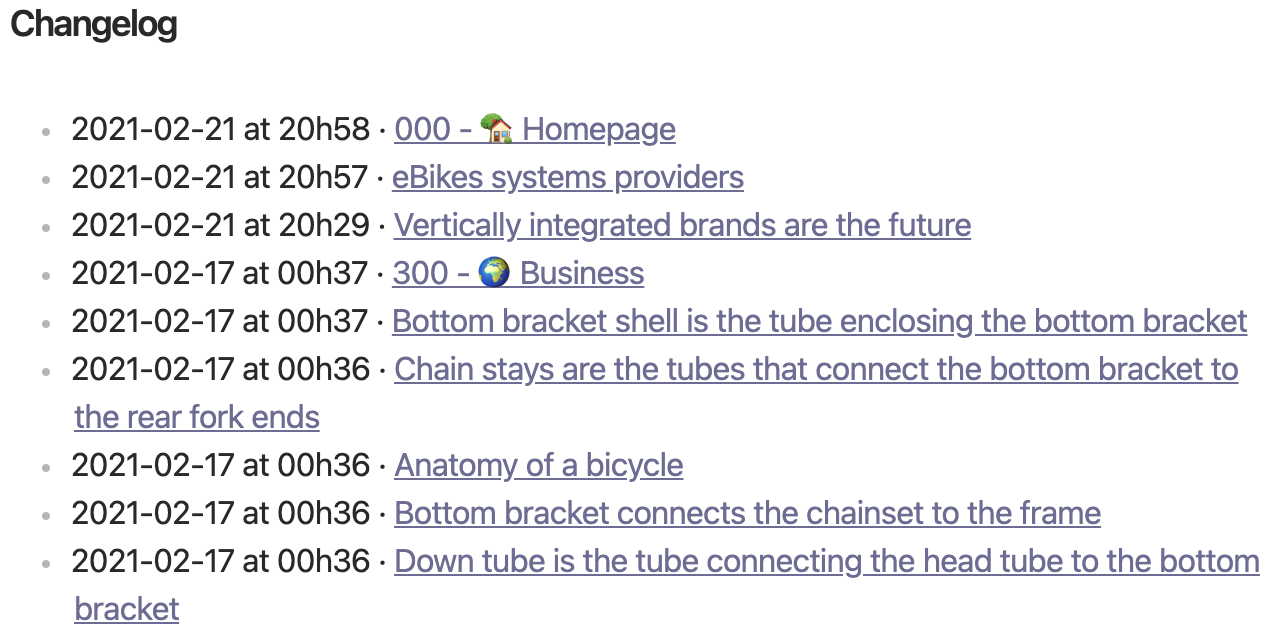 Changelog
2021-02-21 at 20h58 · 000 - 🏡 Homepage
2021-02-21 at 20h57 · eBikes systems providers
2021-02-21 at 20h29 · Vertically integrated brands are the future
2021-02-17 at 00h37 · 300 - 🌍 Business
2021-02-17 at 00h37 · Bottom bracket shell is the tube enclosing the bottom bracket
2021-02-17 at 00h36 · Chain stays are the tubes that connect the bottom bracket to
the rear fork ends
2021-02-17 at 00h36 · Anatomy of a bicycle
2021-02-17 at 00h36 · Bottom bracket connects the chainset to the frame
2021-02-17 at 00h36 · Down tube is the tube connecting the head tube to the bottom
bracket